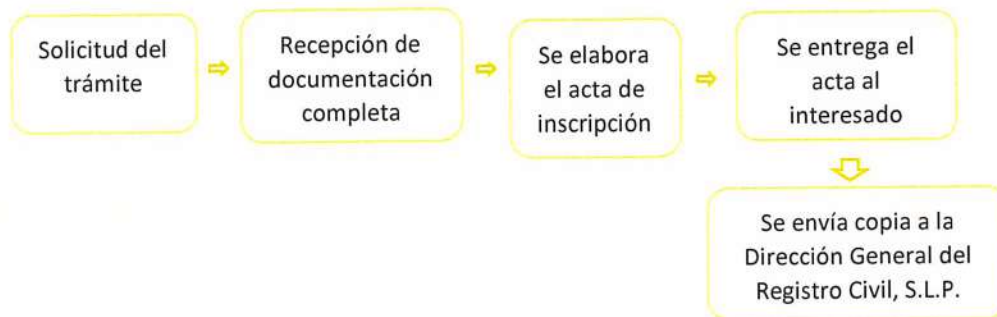 Solicitud del
trámite
Recepción de
documentación
completa
Se elabora
el acta de
inscripción
Se entrega el
acta al
interesado
Se envía copia a la
Dirección General del
Registro Civil, S.L.P.